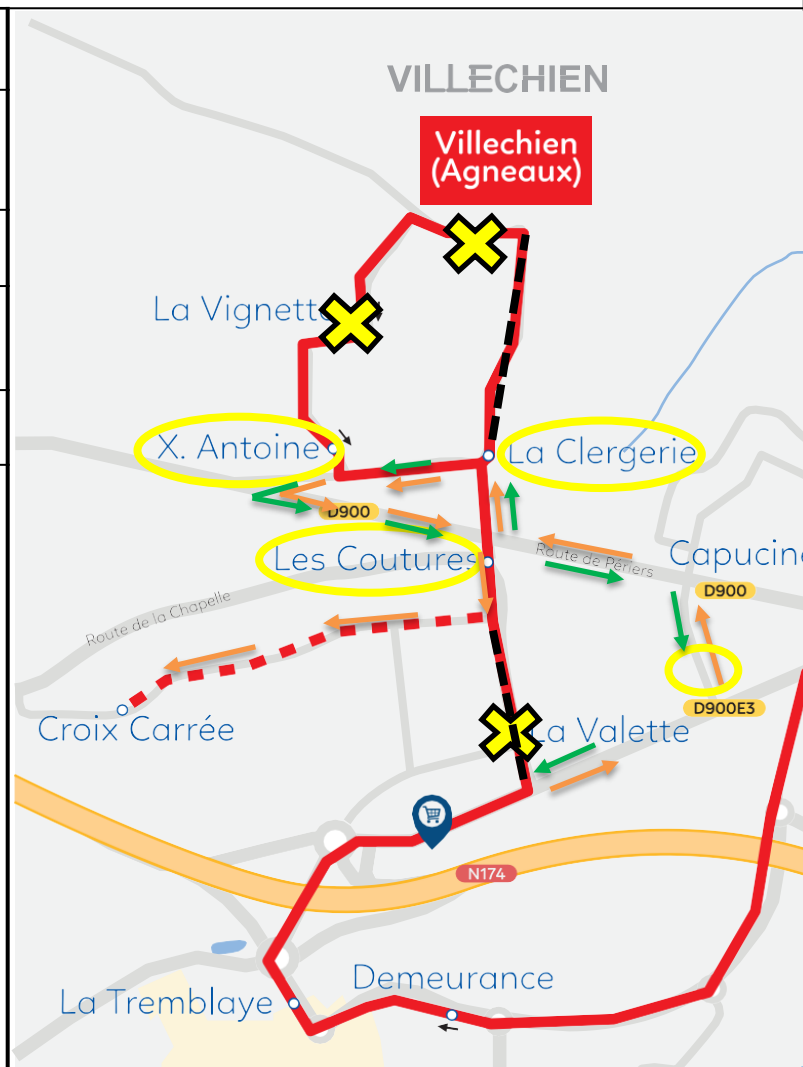 VILLECHIEN
Villechien
(Agneaux)
La Vignett
X. Antoine
La Clergerie
D900
Les Coutures
Route de Périers
Capucine
D900
Route de la Chapelle
D900E3
Croix Carrée
La Valette
N174
Demeurance
La Tremblaye